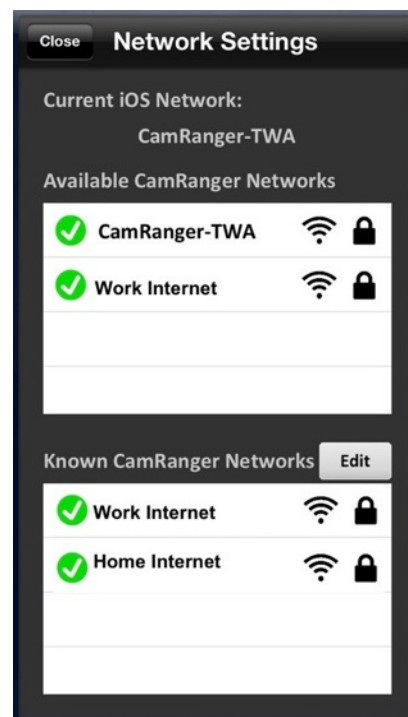 Close Network Settings
Current iOS Network:
CamRanger-TWA
Available CamRanger Networks
CamRanger-TWA
Work Internet
Known CamRanger Networks Edit
Work Internet
Home Internet